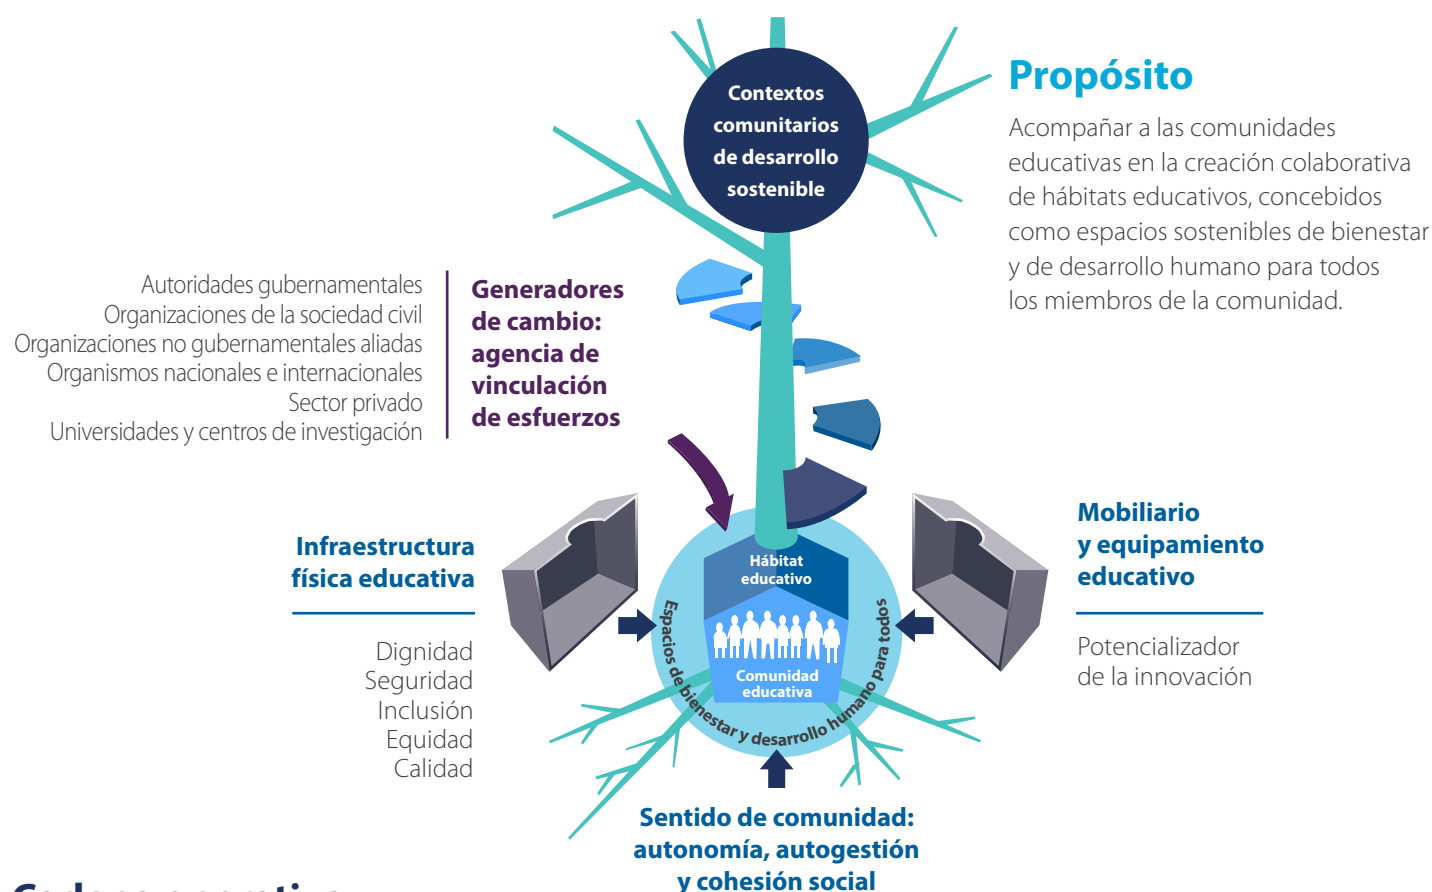 Contextos
comunitarios
de desarrollo
sostenible
Propósito
Acompañar a las comunidades
educativas en la creación colaborativa
de hábitats educativos, concebidos
como espacios sostenibles de bienestar
y de desarrollo humano para todos
los miembros de la comunidad.
Autoridades gubernamentales
Organizaciones de la sociedad civil
Organizaciones no gubernamentales aliadas
Organismos nacionales e internacionales
Sector privado
Universidades y centros de investigación
Generadores
de cambio:
agencia de
vinculación
de esfuerzos
Infraestructura
física educativa
Dignidad
Seguridad
Inclusión
Equidad
Calidad
Hábitat
educativo
Comunidad
educativa
Espacios de bienestar y desarrollo humano para todos
Mobiliario
y equipamiento
educativo
Potencializador
de la innovación
Sentido de comunidad:
autonomía, autogestión
y cohesión social